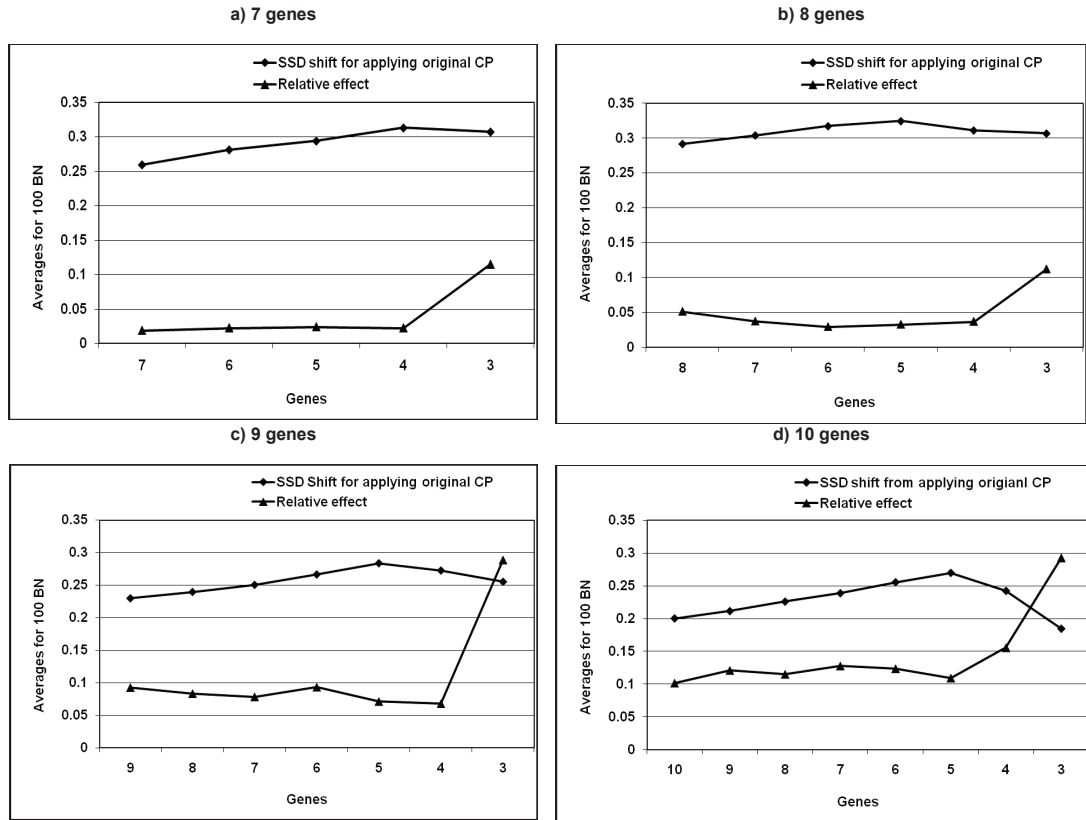 a) 7 genes
SSD shift for applying original CP
Relative effect
0.35
0.3
0.25
0.2
0.15
0.1
0.05
0
Averages for 100 BN
7 6 5 4 3
Genes
b) 8 genes
SSD shift for applying original CP
Relative effect
0.35
0.3
0.25
0.2
0.15
0.1
0.05
0
Averages for 100 BN
8 7 6 5 4 3
Genes
c) 9 genes
SSD Shift for applying original CP
Relative effect
0.35
0.3
0.25
0.2
0.15
0.1
0.05
0
Averages for 100 BN
9 8 7 6 5 4 3
Genes
d) 10 genes
SSD shift from applying origianl CP
Relative effect
0.35
0.3
0.25
0.2
0.15
0.1
0.05
0
Averages for 100 BN
10 9 8 7 6 5 4 3
Genes